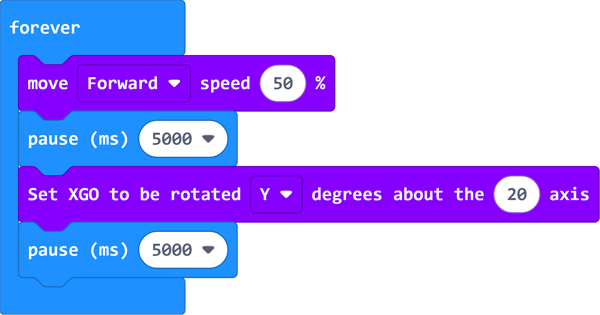 forever
move Forward speed 50 %
pause (ms) 5000
Set XGO to be rotated Y degrees about the 20 axis
pause (ms) 5000